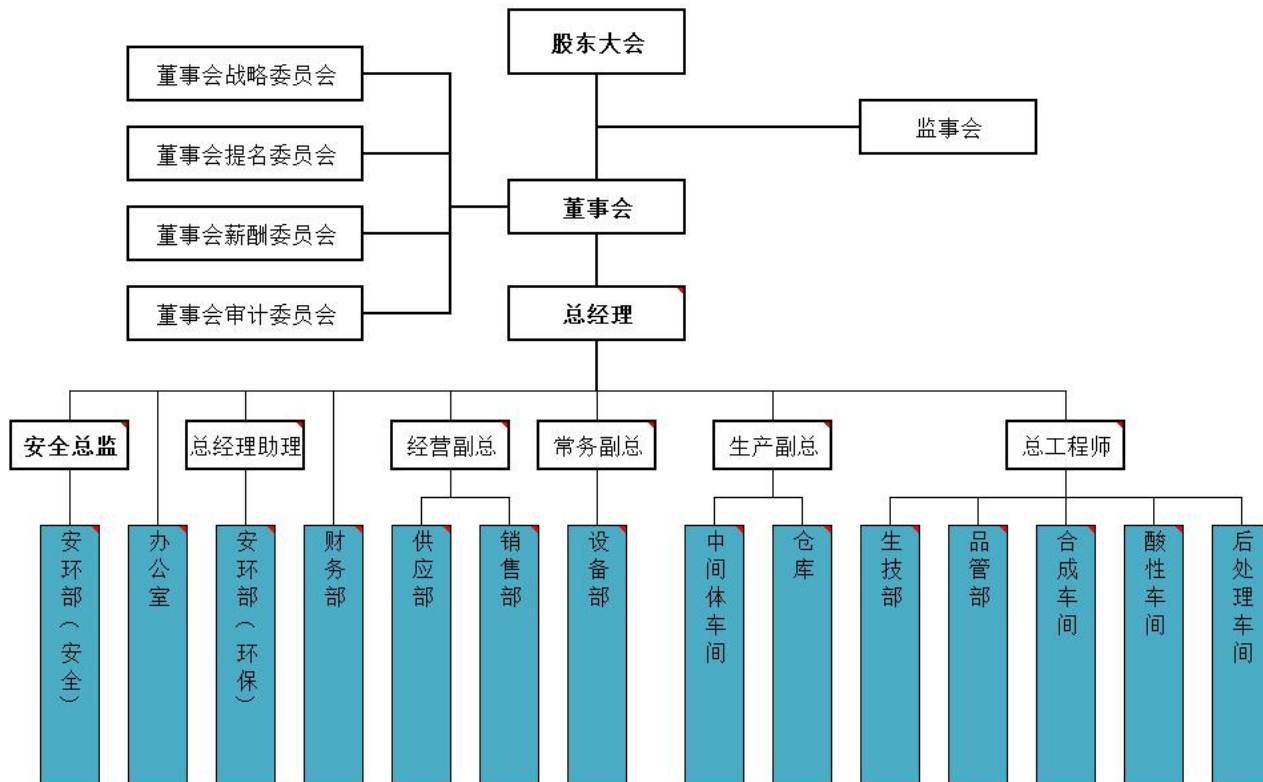 股东大会
董事会战略委员会
监事会
董事会提名委员会
董事会
董事会薪酬委员会
总经理
董事会审计委员会
安全总监
总经理助理
经营副总
常务副总
生产副总
总工程师
安环部（安全）
办公室
安环部（环保）
财务部
供应部
销售部
设备部
中间体车间
仓库
生技部
品管部
合成车间
酸性车间
后处理车间